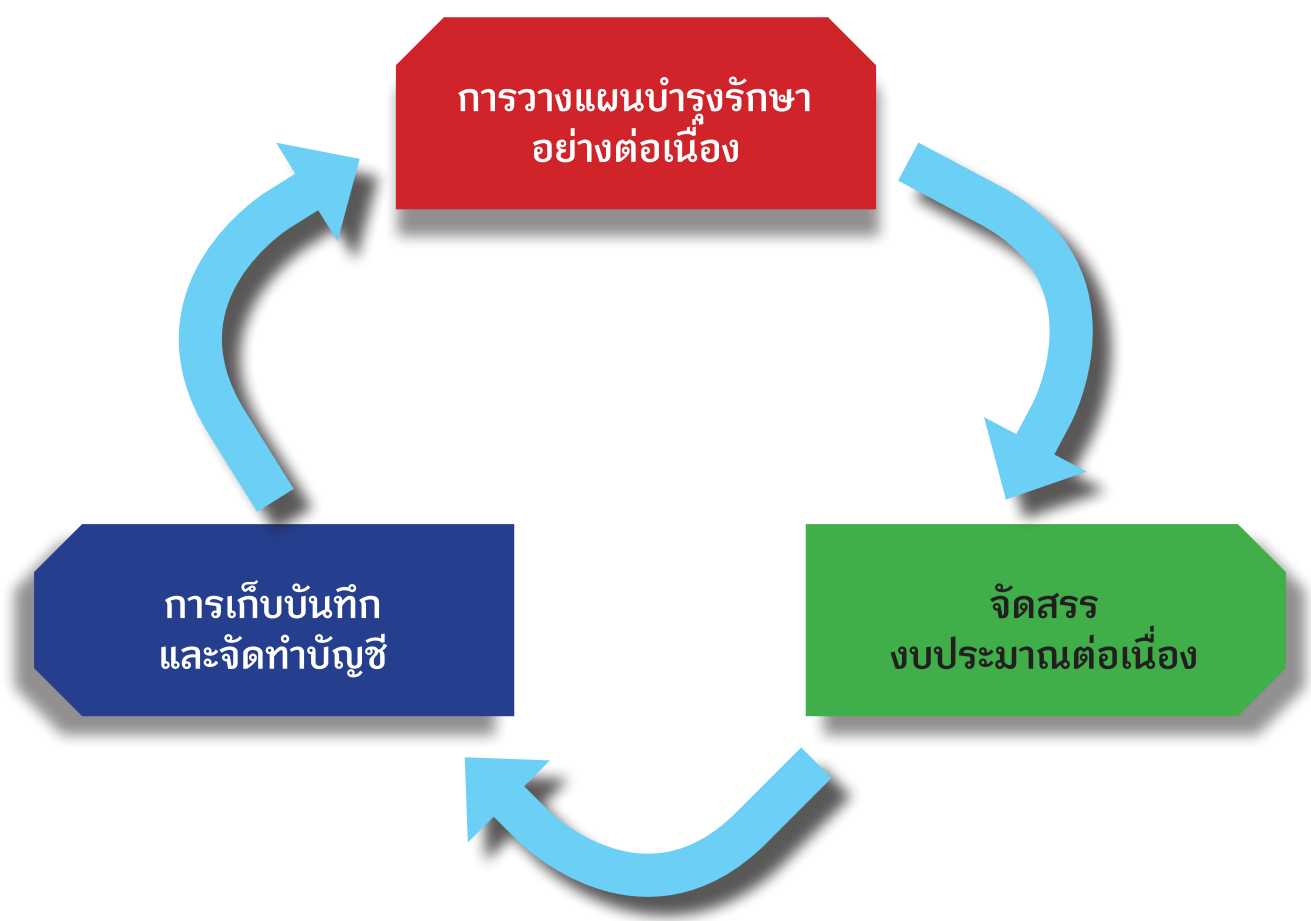 การวางแผนบำรุงรักษา
อย่างต่อเนื่อง
จัดสรร
งบประมาณต่อเนื่อง
การเก็บบันทึก
และจัดทำบัญชี